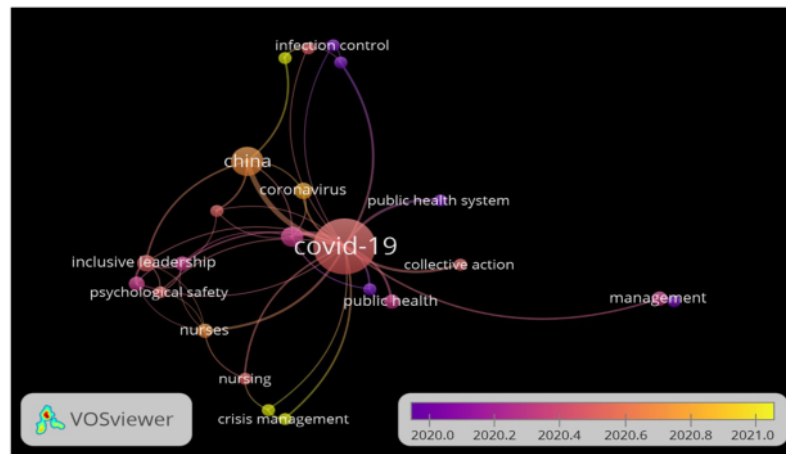 infection control
china
coronavirus
public health system
covid-19
inclusive leadership
collective action
psychological safety
public health
management
nurses
nursing
crisis management
VOSviewer
2020.0 2020.2 2020.4 2020.6 2020.8 2021.0